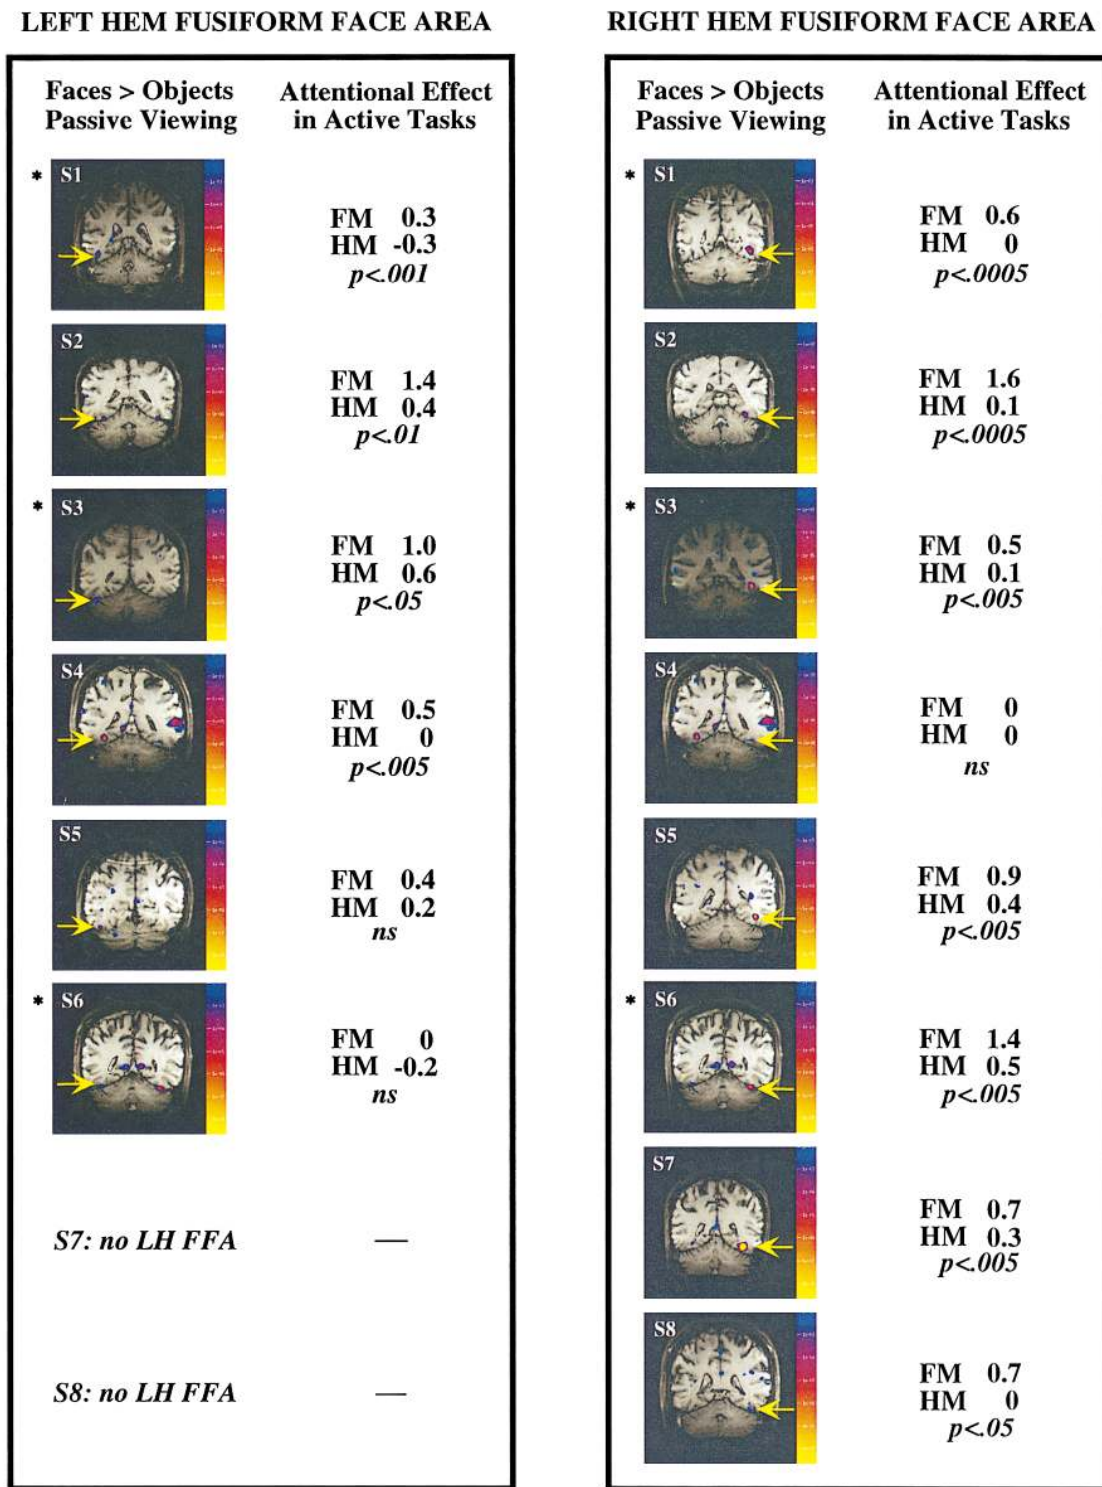 LEFT HEM FUSIFORM FACE AREA
Faces > Objects Attentional Effect
Passive Viewing in Active Tasks
* S1
FM 0.3
HM -0.3
p<.001
S2
FM 1.4
HM 0.4
p<.01
* S3
FM 1.0
HM 0.6
p<.05
S4
FM 0.5
HM 0
p<.005
S5
FM 0.4
HM 0.2
ns
* S6
FM 0
HM -0.2
ns
S7: no LH FFA —
S8: no LH FFA —
RIGHT HEM FUSIFORM FACE AREA
Faces > Objects Attentional Effect
Passive Viewing in Active Tasks
* S1
FM 0.6
HM 0
p<.0005
S2
FM 1.6
HM 0.1
p<.0005
* S3
FM 0.5
HM 0.1
p<.005
S4
FM 0
HM 0
ns
S5
FM 0.9
HM 0.4
p<.005
* S6
FM 1.4
HM 0.5
p<.005
S7
FM 0.7
HM 0.3
p<.005
S8
FM 0.7
HM 0
p<.05